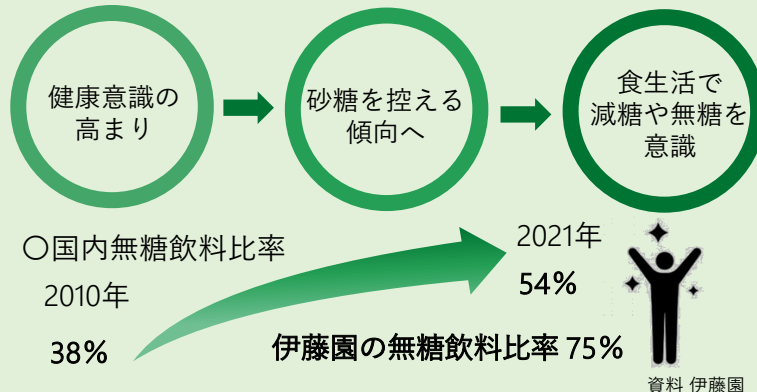 健康意識の
高まり
砂糖を控える
傾向へ
食生活で
減糖や無糖を
意識
〇国内無糖飲料比率
2010年
38%
2021年
54%
伊藤園の無糖飲料比率 75%
資料 伊藤園